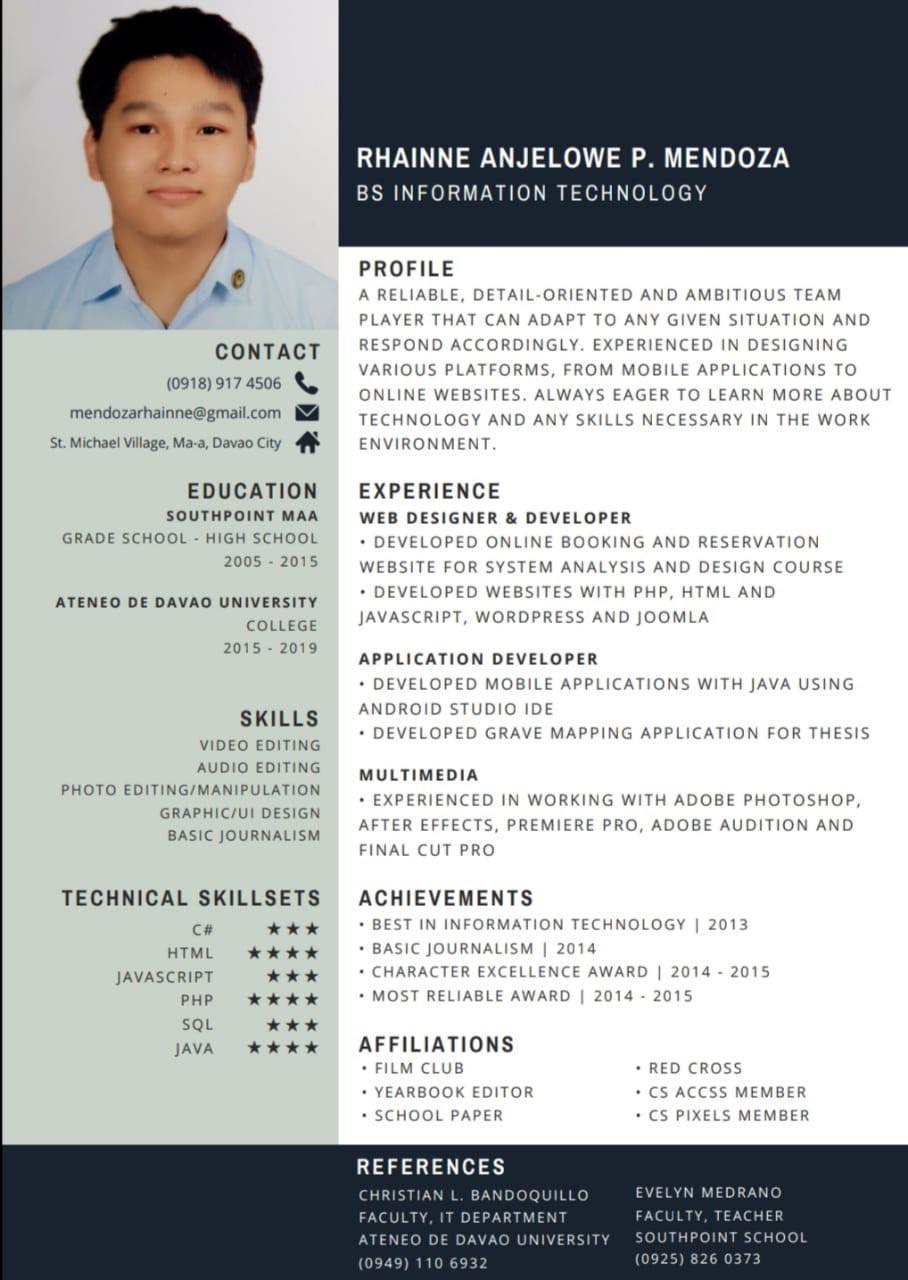 RHAINNE ANJELOWE P. MENDOZA
BS INFORMATION TECHNOLOGY
CONTACT
(0918) 917 4506
mendozarhainne@gmail.com
St. Michael Village, Ma-a, Davao City
EDUCATION
SOUTHPOINT MAA
GRADE SCHOOL - HIGH SCHOOL
2005 - 2015
ATENEO DE DAVAO UNIVERSITY
COLLEGE
2015 - 2019
SKILLS
VIDEO EDITING
AUDIO EDITING
PHOTO EDITING/MANIPULATION
GRAPHIC/UI DESIGN
BASIC JOURNALISM
TECHNICAL SKILLSETS
C# ★★★
HTML ★★★★
JAVASCRIPT ★★★
PHP ★★★★
SQL ★★★
JAVA ★★★★
PROFILE
A RELIABLE, DETAIL-ORIENTED AND AMBITIOUS TEAM
PLAYER THAT CAN ADAPT TO ANY GIVEN SITUATION AND
RESPOND ACCORDINGLY. EXPERIENCED IN DESIGNING
VARIOUS PLATFORMS, FROM MOBILE APPLICATIONS TO
ONLINE WEBSITES. ALWAYS EAGER TO LEARN MORE ABOUT
TECHNOLOGY AND ANY SKILLS NECESSARY IN THE WORK
ENVIRONMENT.
EXPERIENCE
WEB DESIGNER & DEVELOPER
• DEVELOPED ONLINE BOOKING AND RESERVATION
WEBSITE FOR SYSTEM ANALYSIS AND DESIGN COURSE
• DEVELOPED WEBSITES WITH PHP, HTML AND
JAVASCRIPT, WORDPRESS AND JOOMLA
APPLICATION DEVELOPER
• DEVELOPED MOBILE APPLICATIONS WITH JAVA USING
ANDROID STUDIO IDE
• DEVELOPED GRAVE MAPPING APPLICATION FOR THESIS
MULTIMEDIA
• EXPERIENCED IN WORKING WITH ADOBE PHOTOSHOP,
AFTER EFFECTS, PREMIERE PRO, ADOBE AUDITION AND
FINAL CUT PRO
ACHIEVEMENTS
• BEST IN INFORMATION TECHNOLOGY | 2013
• BASIC JOURNALISM | 2014
• CHARACTER EXCELLENCE AWARD | 2014 - 2015
• MOST RELIABLE AWARD | 2014 - 2015
AFFILIATIONS
• FILM CLUB
• YEARBOOK EDITOR
• SCHOOL PAPER
• RED CROSS
• CS ACCSS MEMBER
• CS PIXELS MEMBER
REFERENCES
CHRISTIAN L. BANDOQUILLO
FACULTY, IT DEPARTMENT
ATENEO DE DAVAO UNIVERSITY
(0949) 110 6932
EVELYN MEDRANO
FACULTY, TEACHER
SOUTHPOINT SCHOOL
(0925) 826 0373